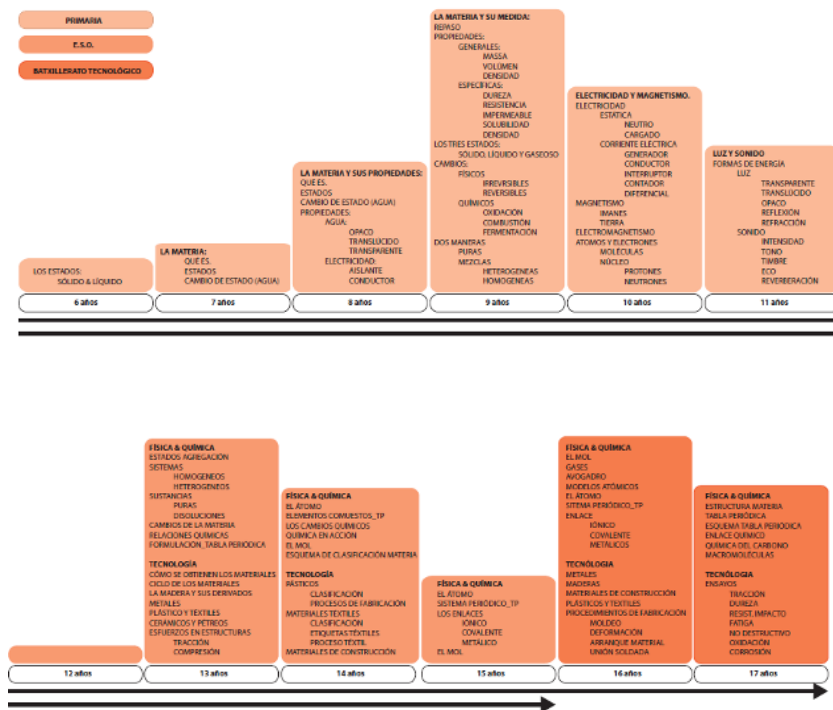 PRIMARIA
E.S.O.
BATXILLERATO TECNOLÓGICO
LOS ESTADOS:
SÓLIDO & LÍQUIDO
6 años
LA MATERIA:
QUÉ ES.
ESTADOS
CAMBIO DE ESTADO (AGUA)
7 años
LA MATERIA Y SUS PROPIEDADES:
QUÉ ES.
ESTADOS
CAMBIO DE ESTADO (AGUA)
PROPIEDADES:
AGUA:
OPACO
TRANSLÚCIDO
TRANSPARENTE
ELECTRICIDAD:
AISLANTE
CONDUCTOR
8 años
LA MATERIA Y SU MEDIDA:
REPASO
PROPIEDADES:
GENERALES:
MASSA
VOLUMEN
DENSIDAD
ESPECÍFICAS:
DUREZA
RESISTENCIA
IMPERMEABLE
SOLUBILIDAD
DENSIDAD
LOS TRES ESTADOS:
SÓLIDO, LÍQUIDO Y GASEOSO
CAMBIOS:
FÍSICOS
IRREVRSIBLES
REVERSIBLES
QUÍMICOS
OXIDACIÓN
COMBUSTIÓN
FERMENTACIÓN
DOS MANERAS
PURAS
MEZCLAS
HETEROGENEAS
HOMOGENEAS
9 años
ELECTRICIDAD Y MAGNETISMO.
ELECTRICIDAD
ESTÁTICA
NEUTRO
CARGADO
CORRIENTE ELÉCTRICA
GENERADOR
CONDUCTOR
INTERRUPTOR
CONTADOR
DIFERENCIAL
MAGNETISMO
IMANES
TIERRA
ELECTROMAGNETISMO
ATOMOS Y ELECTRONES
MOLÉCULAS
NÚCLEO
PROTONES
NEUTRONES
10 años
LUZ Y SONIDO
FORMAS DE ENERGÍA
LUZ
TRANSPARENTE
TRANSLÚCIDO
OPACO
REFLEXIÓN
REFRACCIÓN
SONIDO
INTENSIDAD
TONO
TIMBRE
ECO
REVERBERACIÓN
11 años
12 años
FÍSICA & QUÍMICA
ESTADOS AGREGACIÓN
SISTEMAS
HOMOGENEOS
HETEROGENEOS
SUSTANCIAS
PURAS
DISOLUCIONES
CAMBIOS DE LA MATERIA
RELACIONES QUÍMICAS
FORMULACIÓN_TABLA PERIÓDICA
TECNOLOGÍA
CÓMO SE OBTIENEN LOS MATERIALES
CICLO DE LOS MATERIALES
LA MADERA Y SUS DERIVADOS
METALES
PLÁSTICO Y TÉXTILES
CERÁMICOS Y PÉTREOS
ESFUERZOS EN ESTRUCTURAS
TRACCIÓN
COMPRESIÓN
13 años
FÍSICA & QUÍMICA
EL ÁTOMO
ELEMENTOS COMUESTOS_TP
LOS CAMBIOS QUÍMICOS
QUÍMICA EN ACCIÓN
EL MOL
ESQUEMA DE CLASIFICACIÓN MATERIA
TECNOLOGÍA
PÁSTICOS
CLASIFICACIÓN
PROCESOS DE FABRICACIÓN
MATERIALES TÉXTILES
CLASIFICACIÓN
ETIQUETAS TÉXTILES
PROCESO TÉXTIL
MATERIALES DE CONSTRUCCIÓN
14 años
FÍSICA & QUÍMICA
EL ÁTOMO
SISTEMA PERIÓDICO_TP
LOS ENLACES
IÓNICO
COVALENTE
METÁLICO
EL MOL
15 años
FÍSICA & QUÍMICA
EL MOL
GASES
AVOGADRO
MODELOS ATÓMICOS
EL ÁTOMO
SITEMA PERIÓDICO_TP
ENLACE
IÓNICO
COVALENTE
METÁLICOS
TECNÓLOGIA
METALES
MADERAS
MATERIALES DE CONSTRUCCIÓN
PLÁSTICOS Y TEXTILES
PROCEDIMIENTOS DE FABRICACIÓN
MOLDEO
DEFORMACIÓN
ARRANQUE MATERIAL
UNIÓN SOLDADA
16 años
FÍSICA & QUÍMICA
ESTRUCTURA MATERIA
TABLA PERIÓDICA
ESQUEMA TABLA PERIÓDICA
ENLACE QUÍMICO
QUÍMICA DEL CARBONO
MACROMOLÉCULAS
TECNÓLOGIA
ENSAYOS
TRACCIÓN
DUREZA
RESIST. IMPACTO
FATIGA
NO DESTRUCTIVO
OXIDACIÓN
CORROSIÓN
17 años